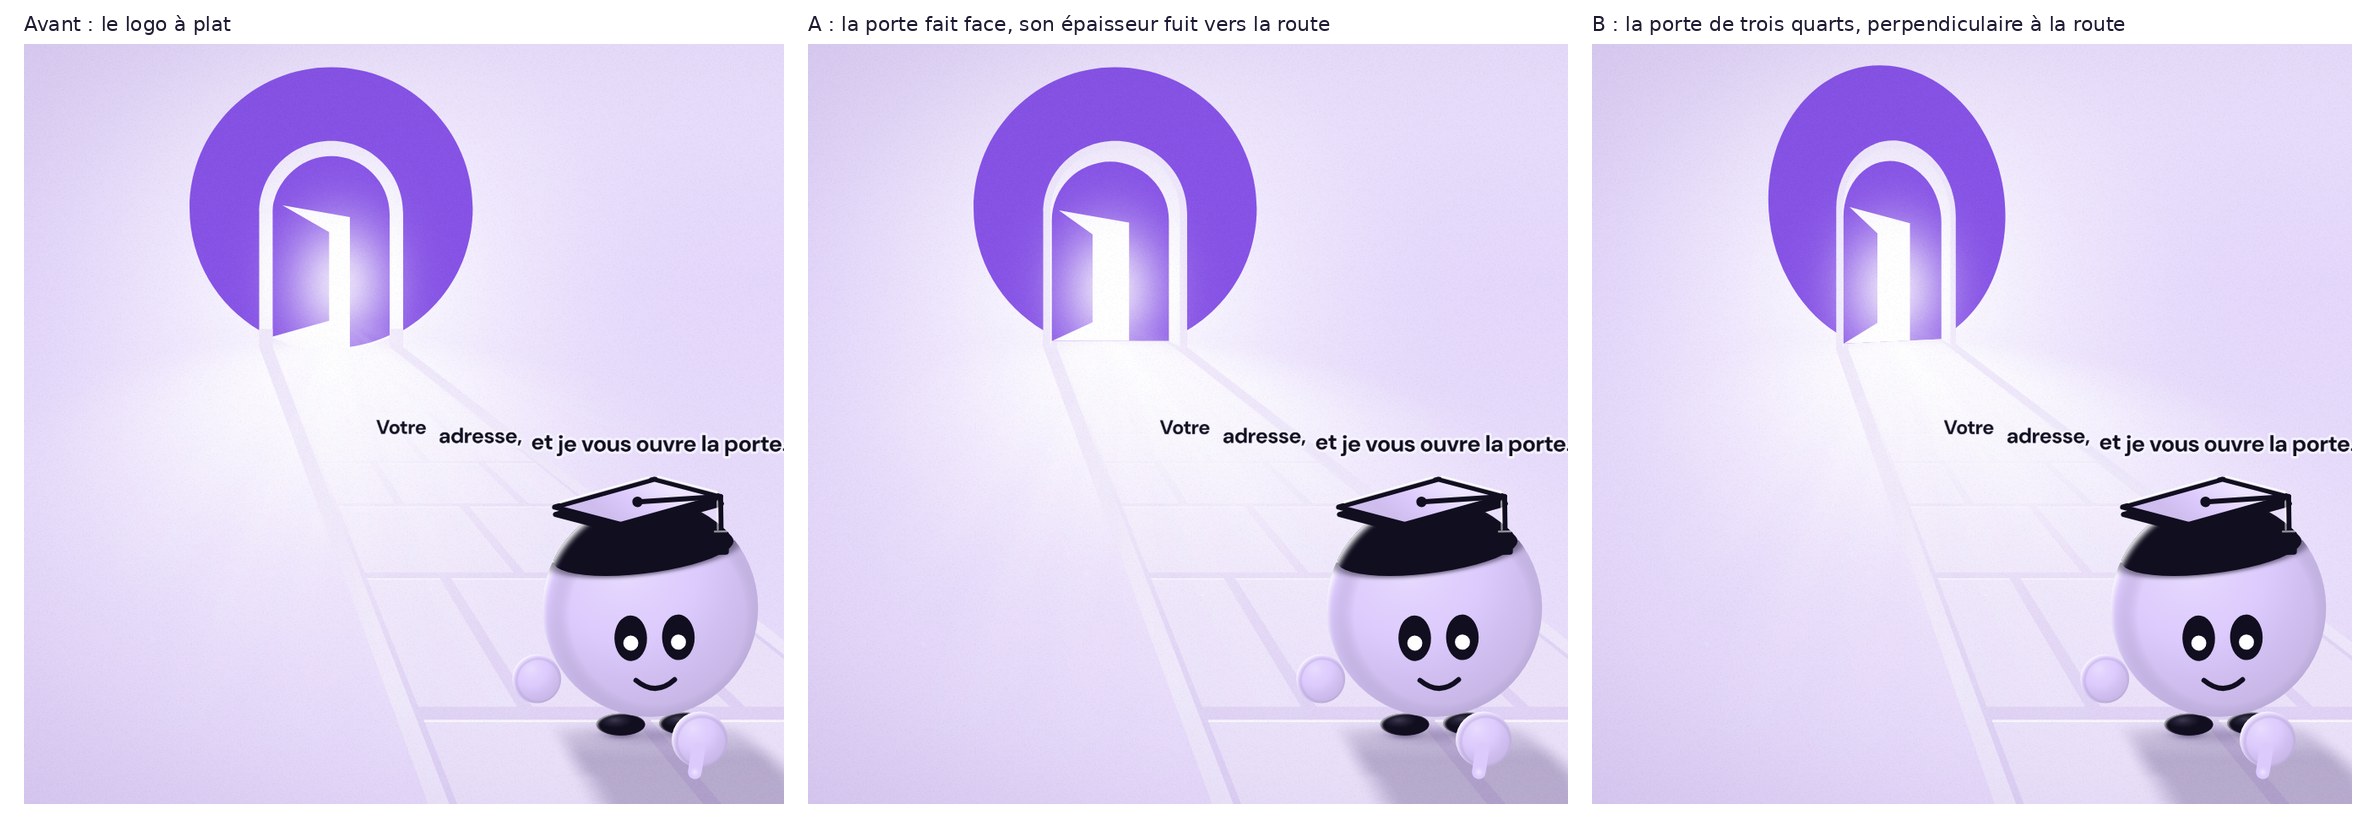 Avant : le logo à plat
A : la porte fait face, son épaisseur fuit vers la route
B : la porte de trois quarts, perpendiculaire à la route
Votre adresse, et je vous ouvre la porte.
Votre adresse, et je vous ouvre la porte.
Votre adresse, et je vous ouvre la porte.